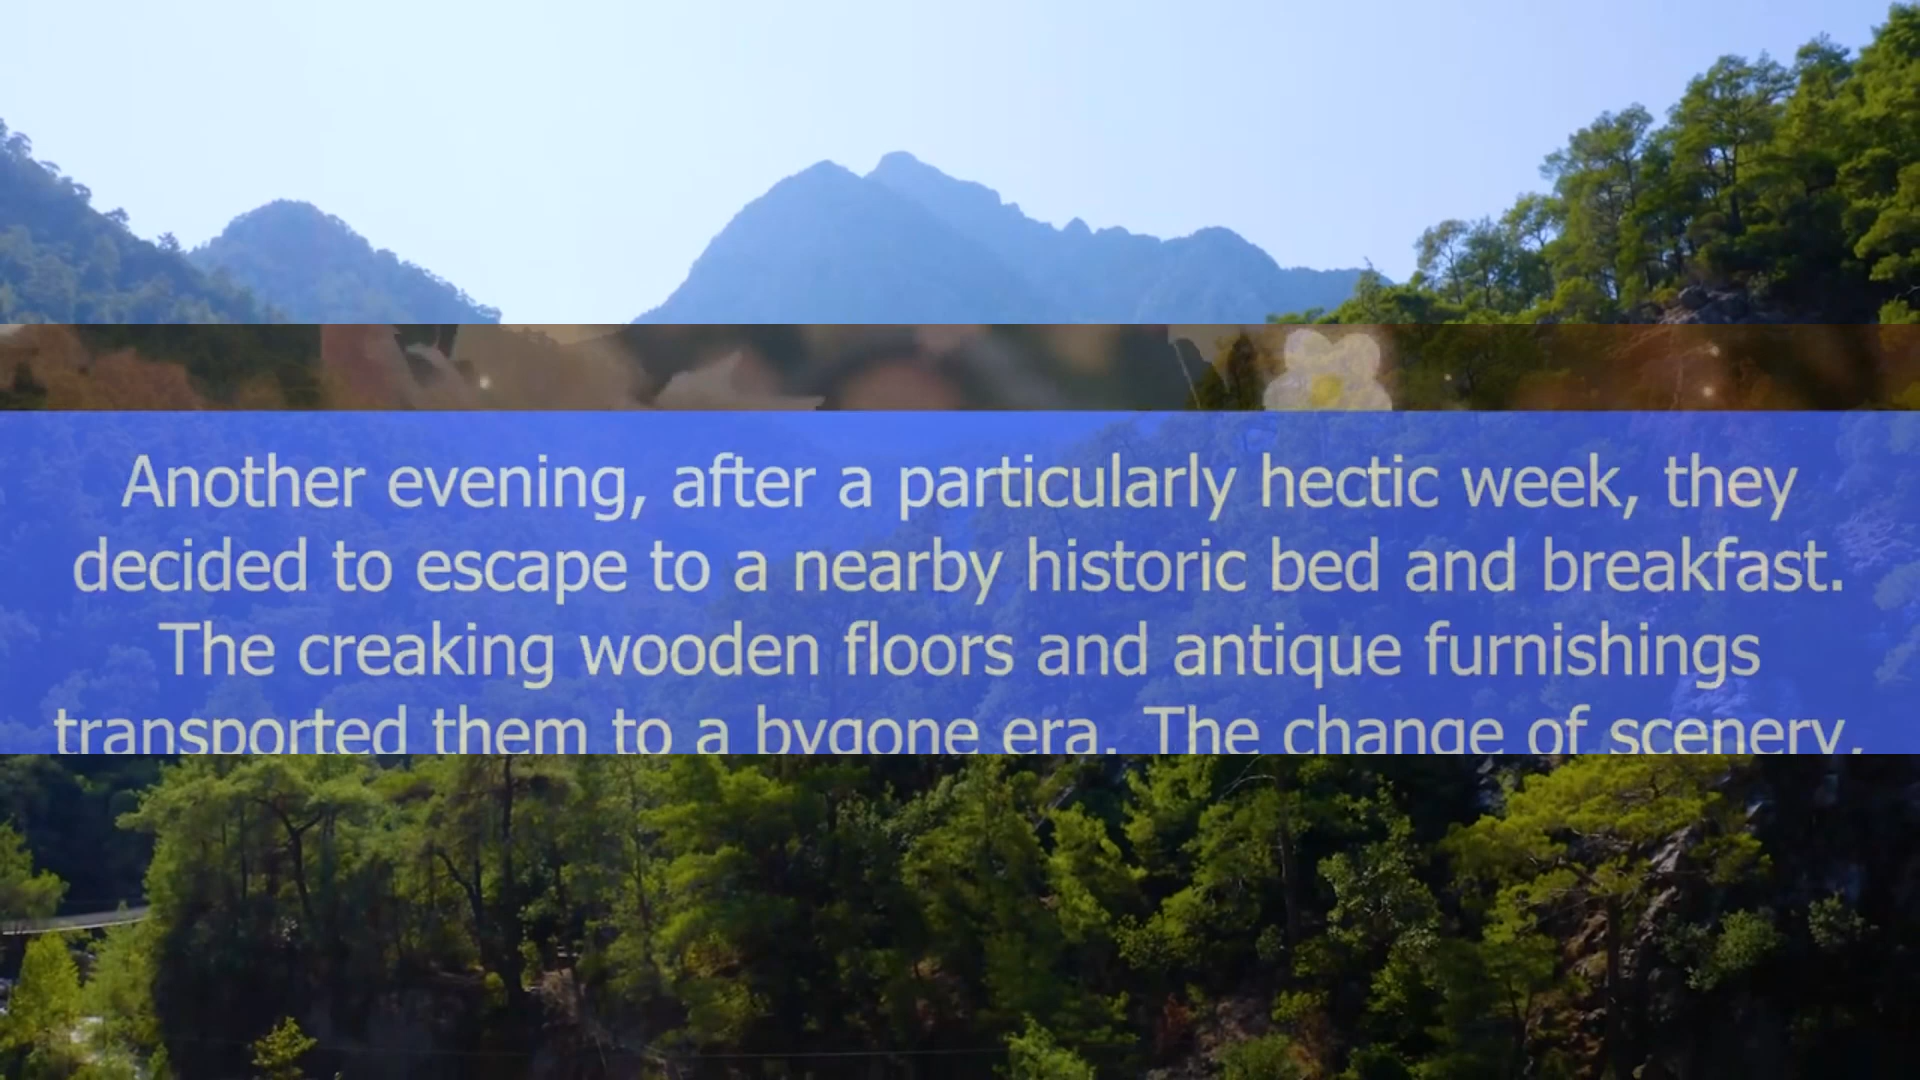 Another evening, after a particularly hectic week, they
decided to escape to a nearby historic bed and breakfast.
The creaking wooden floors and antique furnishings
transported them to a bygone era. The change of scenery,